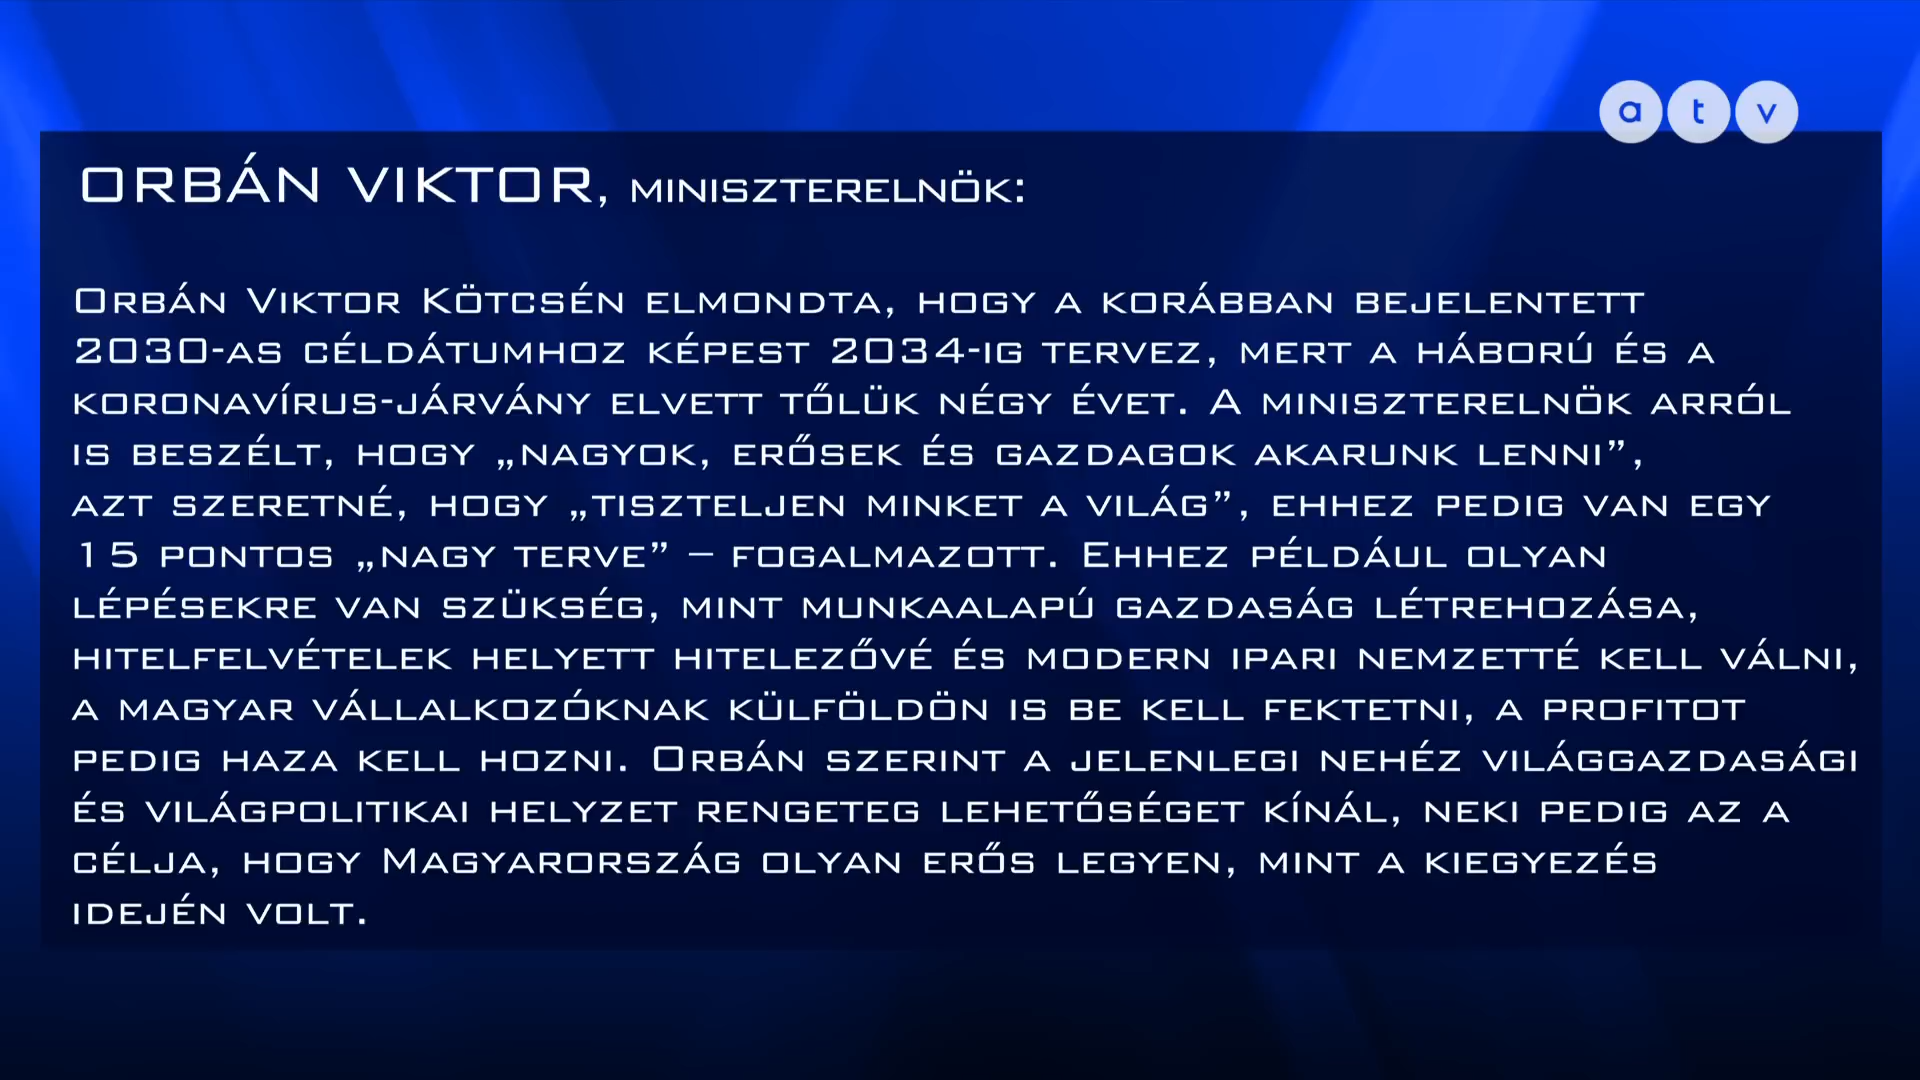 atv
ORBÁN VIKTOR, MINISZTERELNÖK:
ORBÁN VIKTOR KÖTCSÉN ELMONDTA, HOGY A KORÁBBAN BEJELENTETT
2030-AS CÉLDÁTUMHOZ KÉPEST 2034-IG TERVEZ, MERT A HÁBORÚ ÉS A
KORONAVÍRUS-JÁRVÁNY ELVETT TŐLÜK NÉGY ÉVET. A MINISZTERELNÖK ARRÓL
IS BESZÉLT, HOGY „NAGYOK, ERŐSEK ÉS GAZDAGOK AKARUNK LENNI”,
AZT SZERETNÉ, HOGY „TISZTELJEN MINKET A VILÁG”, EHHEZ PEDIG VAN EGY
15 PONTOS „NAGY TERVE” – FOGALMAZOTT. EHHEZ PÉLDÁUL OLYAN
LÉPÉSEKRE VAN SZÜKSÉG, MINT MUNKAALAPÚ GAZDASÁG LÉTREHOZÁSA,
HITELFELVÉTELEK HELYETT HITELEZŐVÉ ÉS MODERN IPARI NEMZETTÉ KELL VÁLNI,
A MAGYAR VÁLLALKOZÓKNAK KÜLFÖLDÖN IS BE KELL FEKTETNI, A PROFITOT
PEDIG HAZA KELL HOZNI. ORBÁN SZERINT A JELENLEGI NEHÉZ VILÁGGAZDASÁGI
ÉS VILÁGPOLITIKAI HELYZET RENGETEG LEHETŐSÉGET KÍNÁL, NEKI PEDIG AZ A
CÉLJA, HOGY MAGYARORSZÁG OLYAN ERŐS LEGYEN, MINT A KIEGYEZÉS
IDEJÉN VOLT.